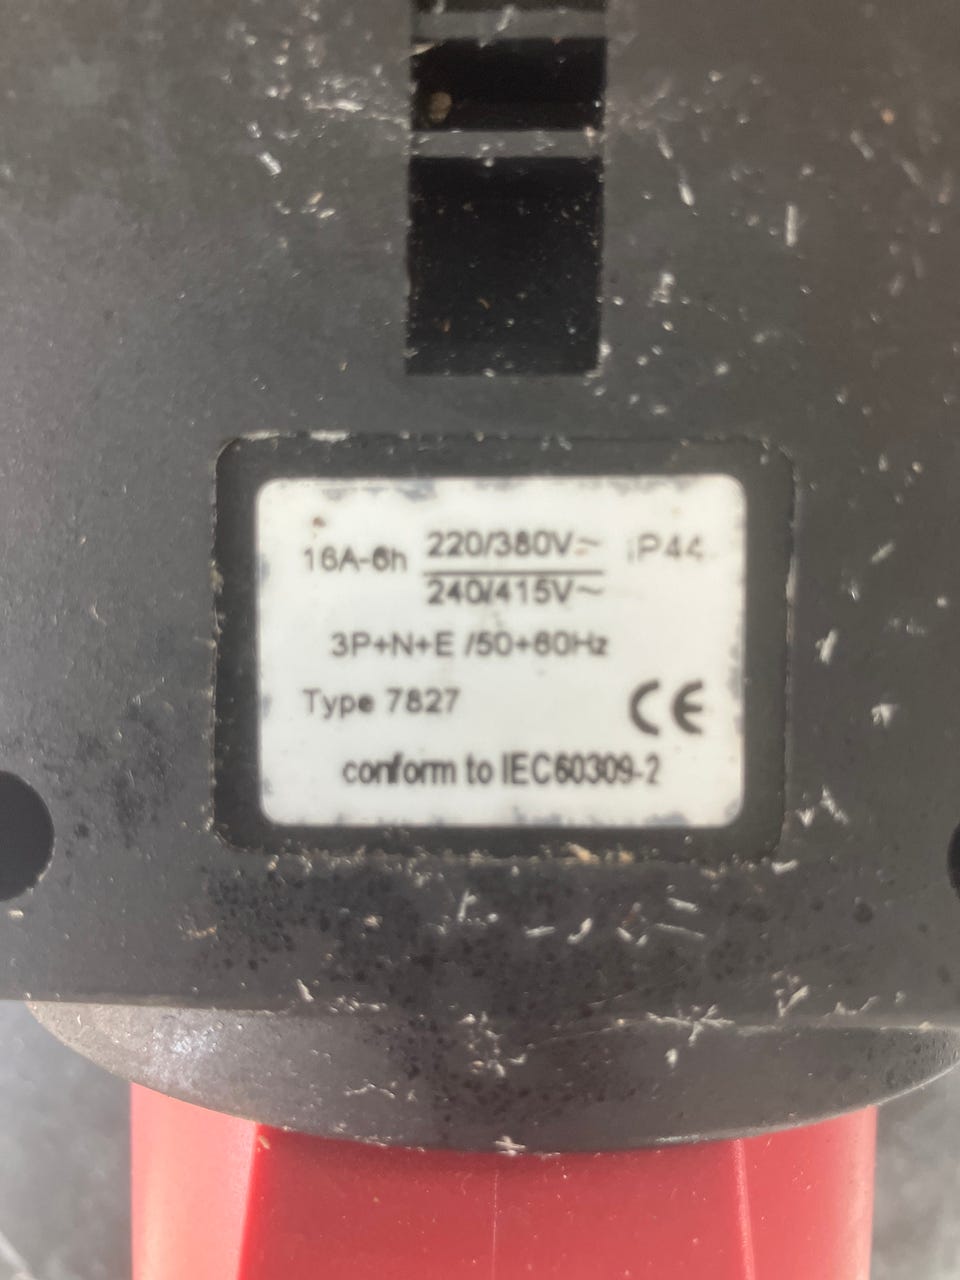 16A-6h 220/380V~ IP44
240/415V~
3P+N+E /50+60Hz
Type 7827 CE
conform to IEC60309-2